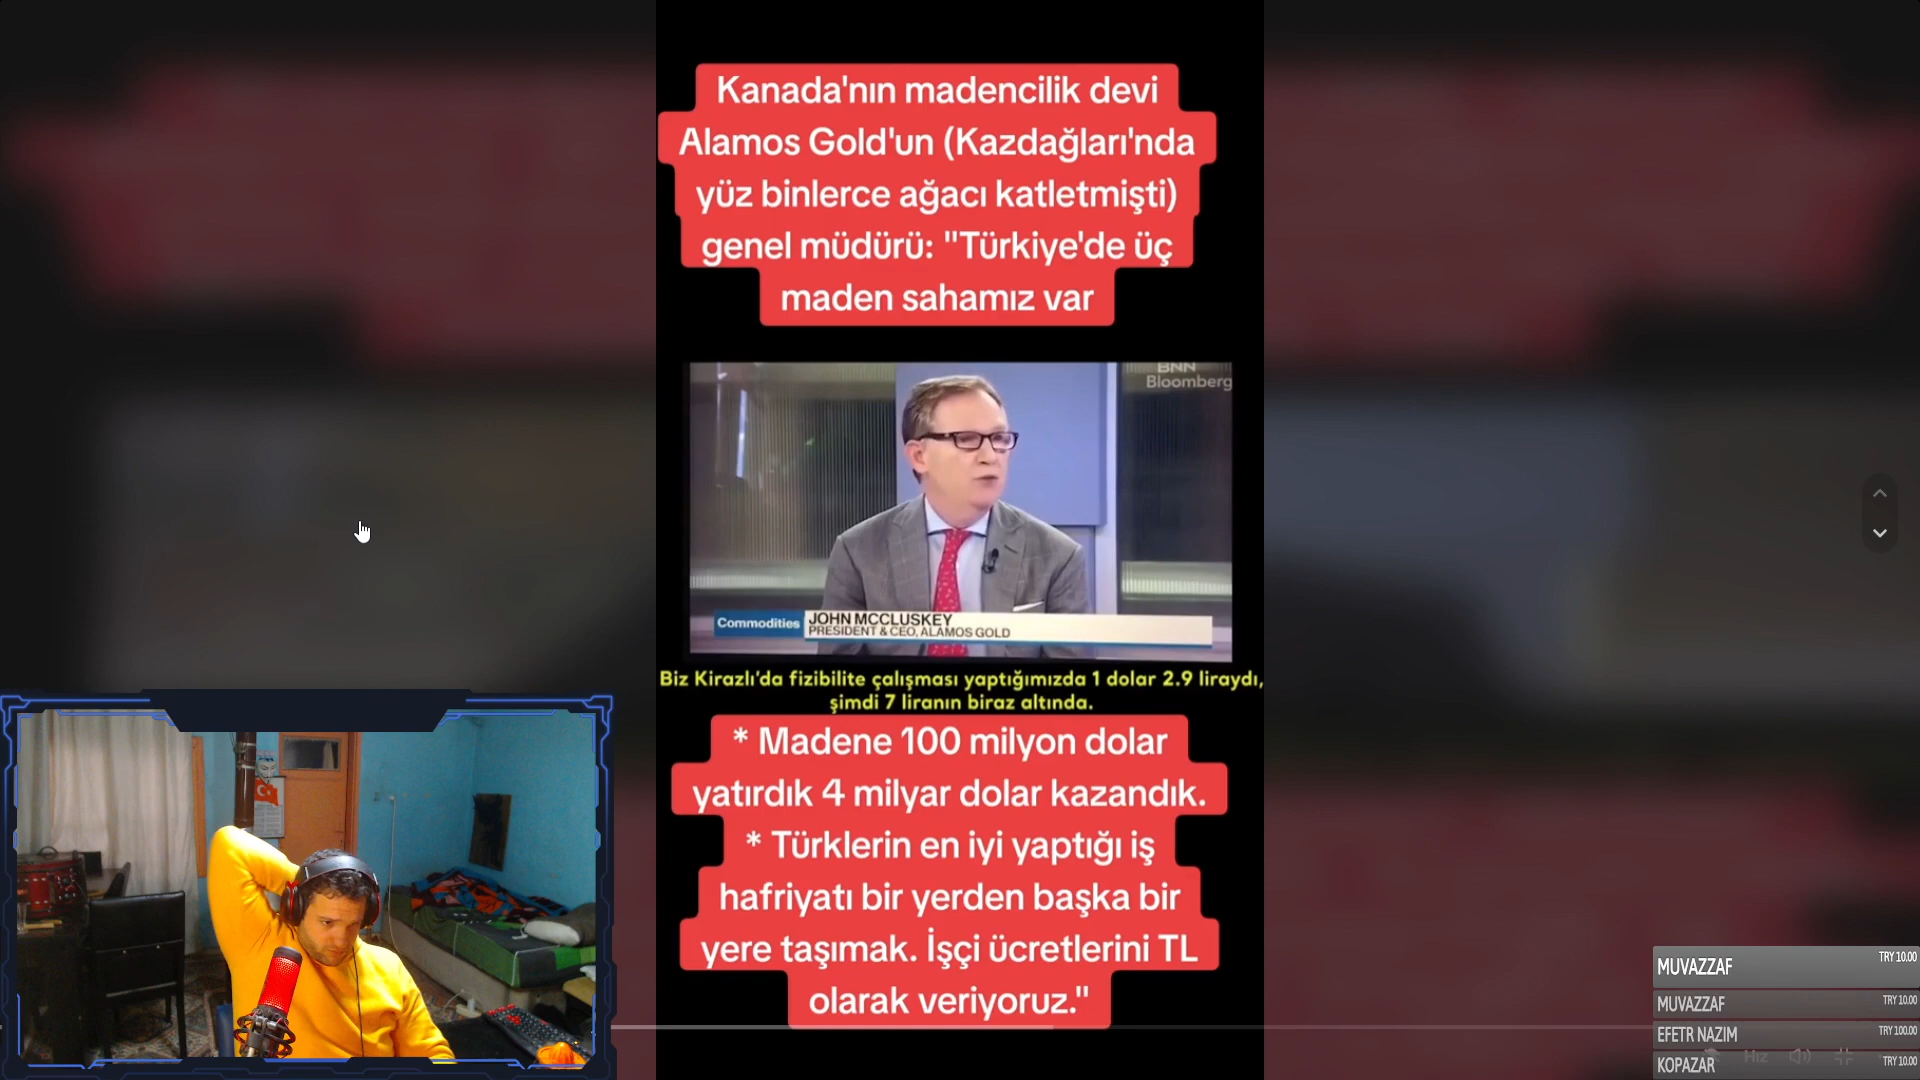 Kanada'nın madencilik devi
Alamos Gold'un (Kazdağları'nda
yüz binlerce ağacı katletmişti)
genel müdürü: "Türkiye'de üç
maden sahamız var
BNN
Bloomberg
Commodities
JOHN MCCLUSKEY
PRESIDENT & CEO, ALAMOS GOLD
Biz Kirazlı'da fizibilite çalışması yaptığımızda 1 dolar 2.9 liraydı,
şimdi 7 liranın biraz altında.
* Madene 100 milyon dolar
yatırdık 4 milyar dolar kazandık.
* Türklerin en iyi yaptığı iş
hafriyatı bir yerden başka bir
yere taşımak. İşçi ücretlerini TL
olarak veriyoruz."
MUVAZZAF TRY 10.00
MUVAZZAF TRY 10.00
EFETR NAZIM TRY 100.00
Hız
KOPAZAR TRY 10.00